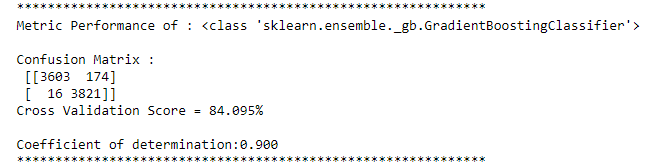 *************************************************************
Metric Performance of : <class 'sklearn.ensemble._gb.GradientBoostingClassifier'>
Confusion Matrix :
[[3603  174]
[  16 3821]]
Cross Validation Score = 84.095%
Coefficient of determination:0.900
*************************************************************